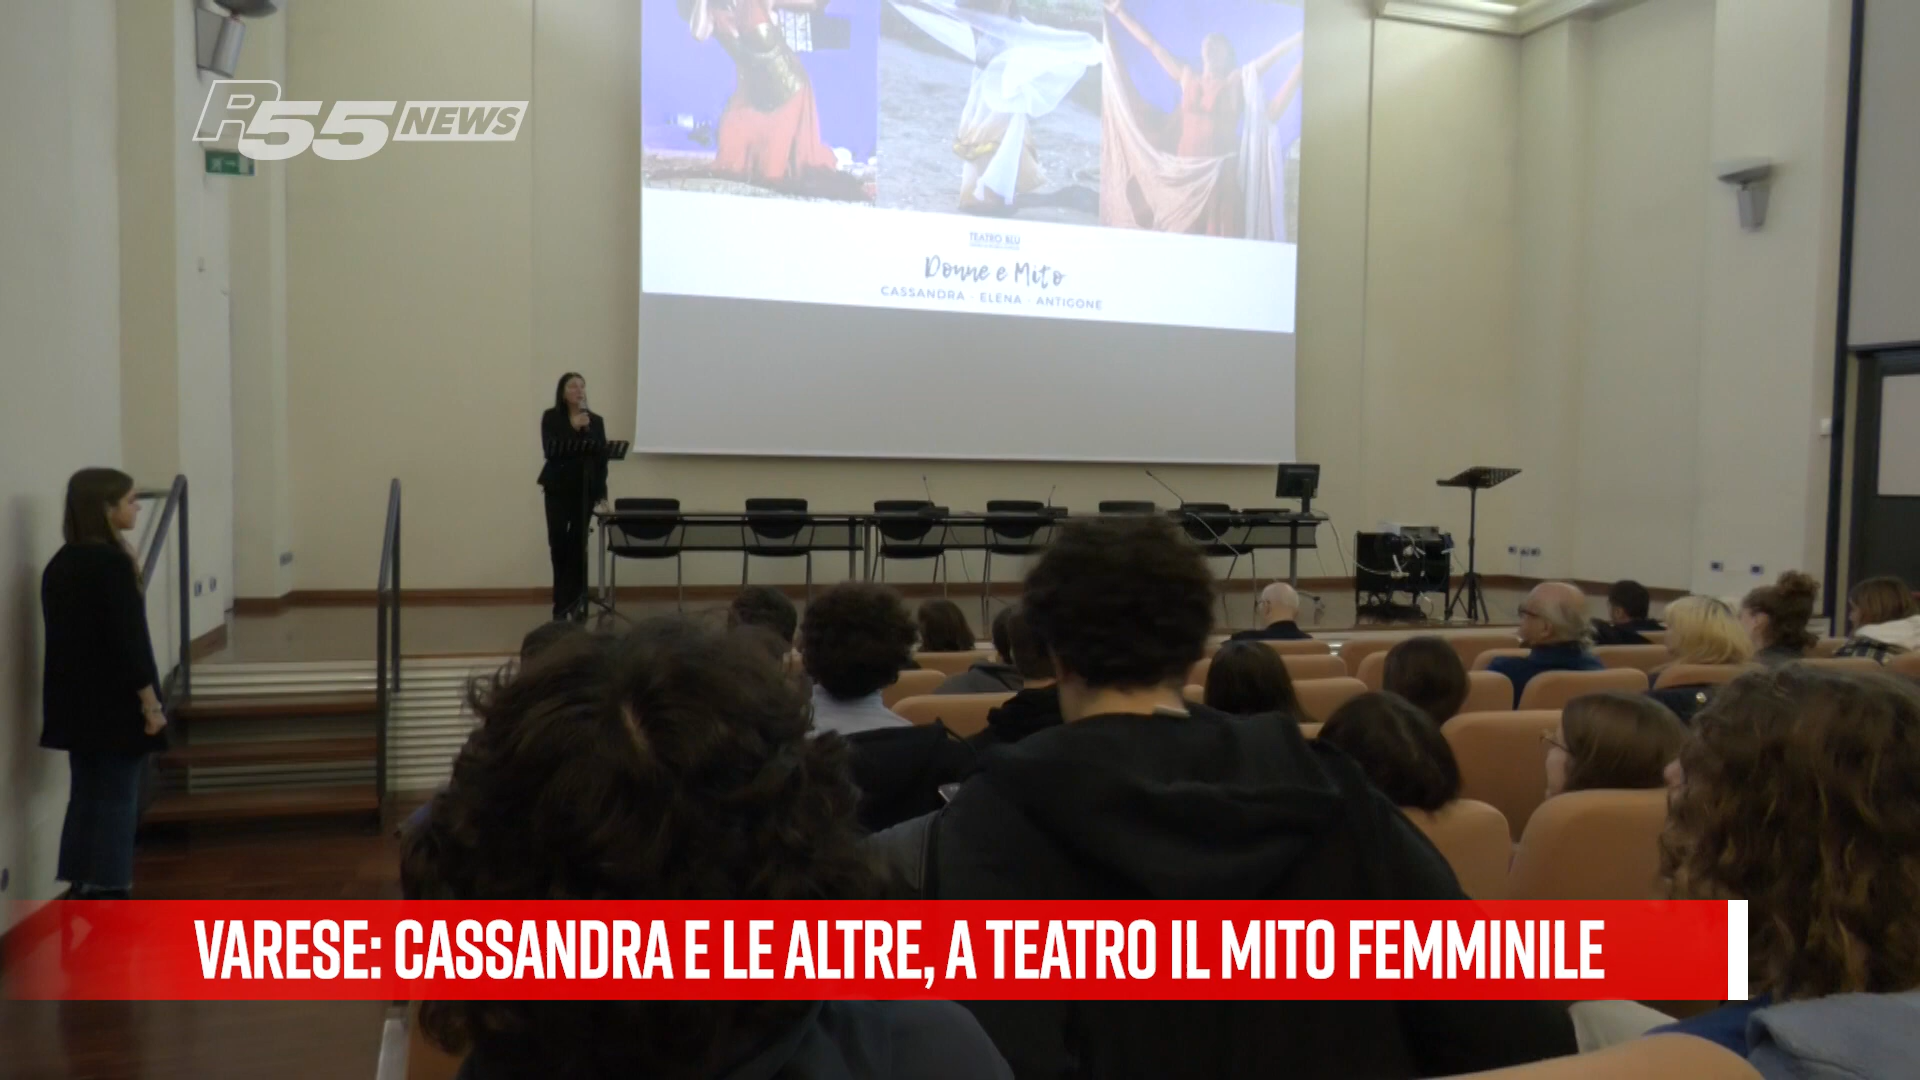 R55 NEWS
TEATRO BLU
Donne e Mito
CASSANDRA - ELENA - ANTIGONE
VARESE: CASSANDRA E LE ALTRE, A TEATRO IL MITO FEMMINILE